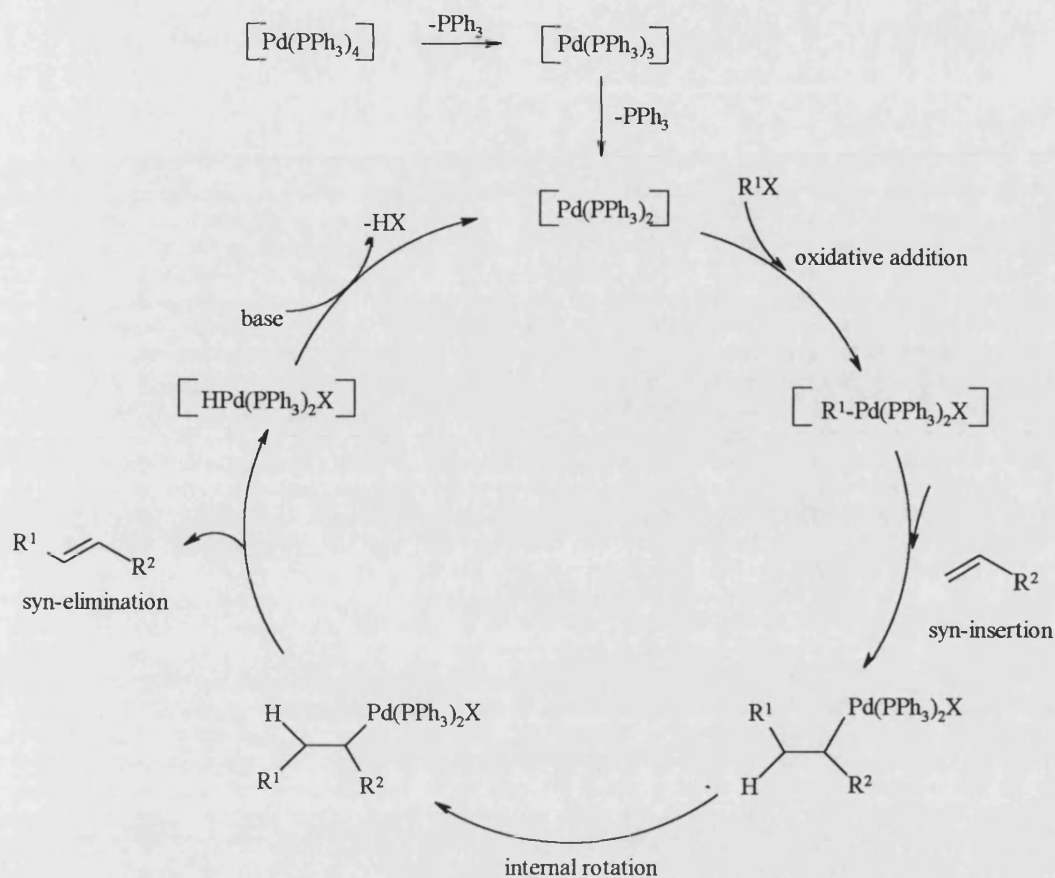 [Pd(PPh₃)₄] -PPh₃ [Pd(PPh₃)₃]
-PPh₃
[Pd(PPh₃)₂]
R¹X
-HX
oxidative addition
base
[HPd(PPh₃)₂X]
[R¹-Pd(PPh₃)₂X]
R¹
R²
syn-elimination
R²
syn-insertion
H
Pd(PPh₃)₂X
R¹
R²
R¹
Pd(PPh₃)₂X
H
R²
internal rotation